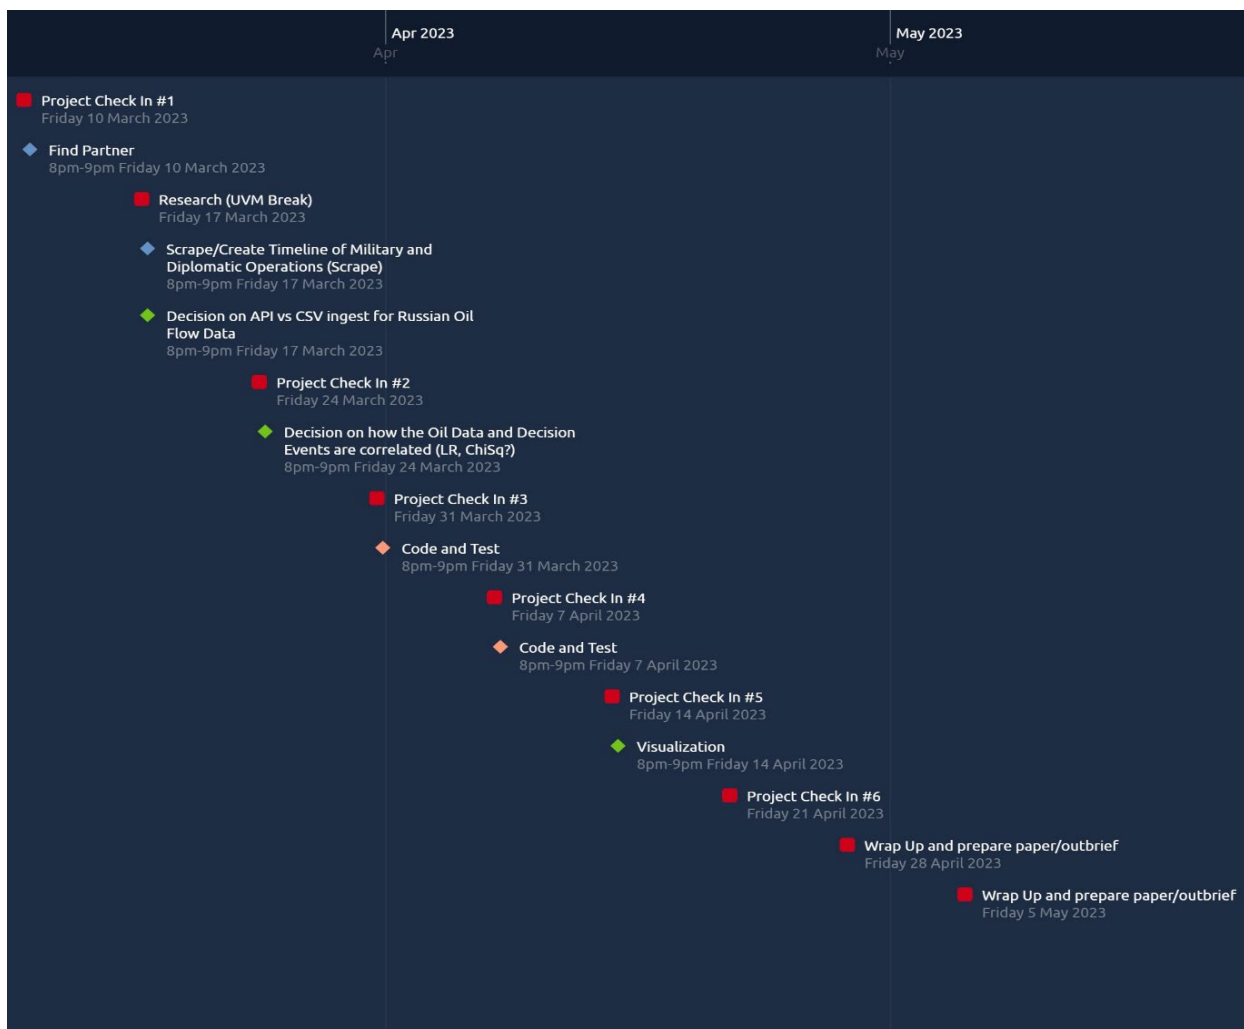 Apr 2023
Apr
May 2023
May
Project Check In #1
Friday 10 March 2023
Find Partner
8pm-9pm Friday 10 March 2023
Research (UVM Break)
Friday 17 March 2023
Scrape/Create Timeline of Military and
Diplomatic Operations (Scrape)
8pm-9pm Friday 17 March 2023
Decision on API vs CSV ingest for Russian Oil
Flow Data
8pm-9pm Friday 17 March 2023
Project Check In #2
Friday 24 March 2023
Decision on how the Oil Data and Decision
Events are correlated (LR, ChiSq?)
8pm-9pm Friday 24 March 2023
Project Check In #3
Friday 31 March 2023
Code and Test
8pm-9pm Friday 31 March 2023
Project Check In #4
Friday 7 April 2023
Code and Test
8pm-9pm Friday 7 April 2023
Project Check In #5
Friday 14 April 2023
Visualization
8pm-9pm Friday 14 April 2023
Project Check In #6
Friday 21 April 2023
Wrap Up and prepare paper/outbrief
Friday 28 April 2023
Wrap Up and prepare paper/outbrief
Friday 5 May 2023